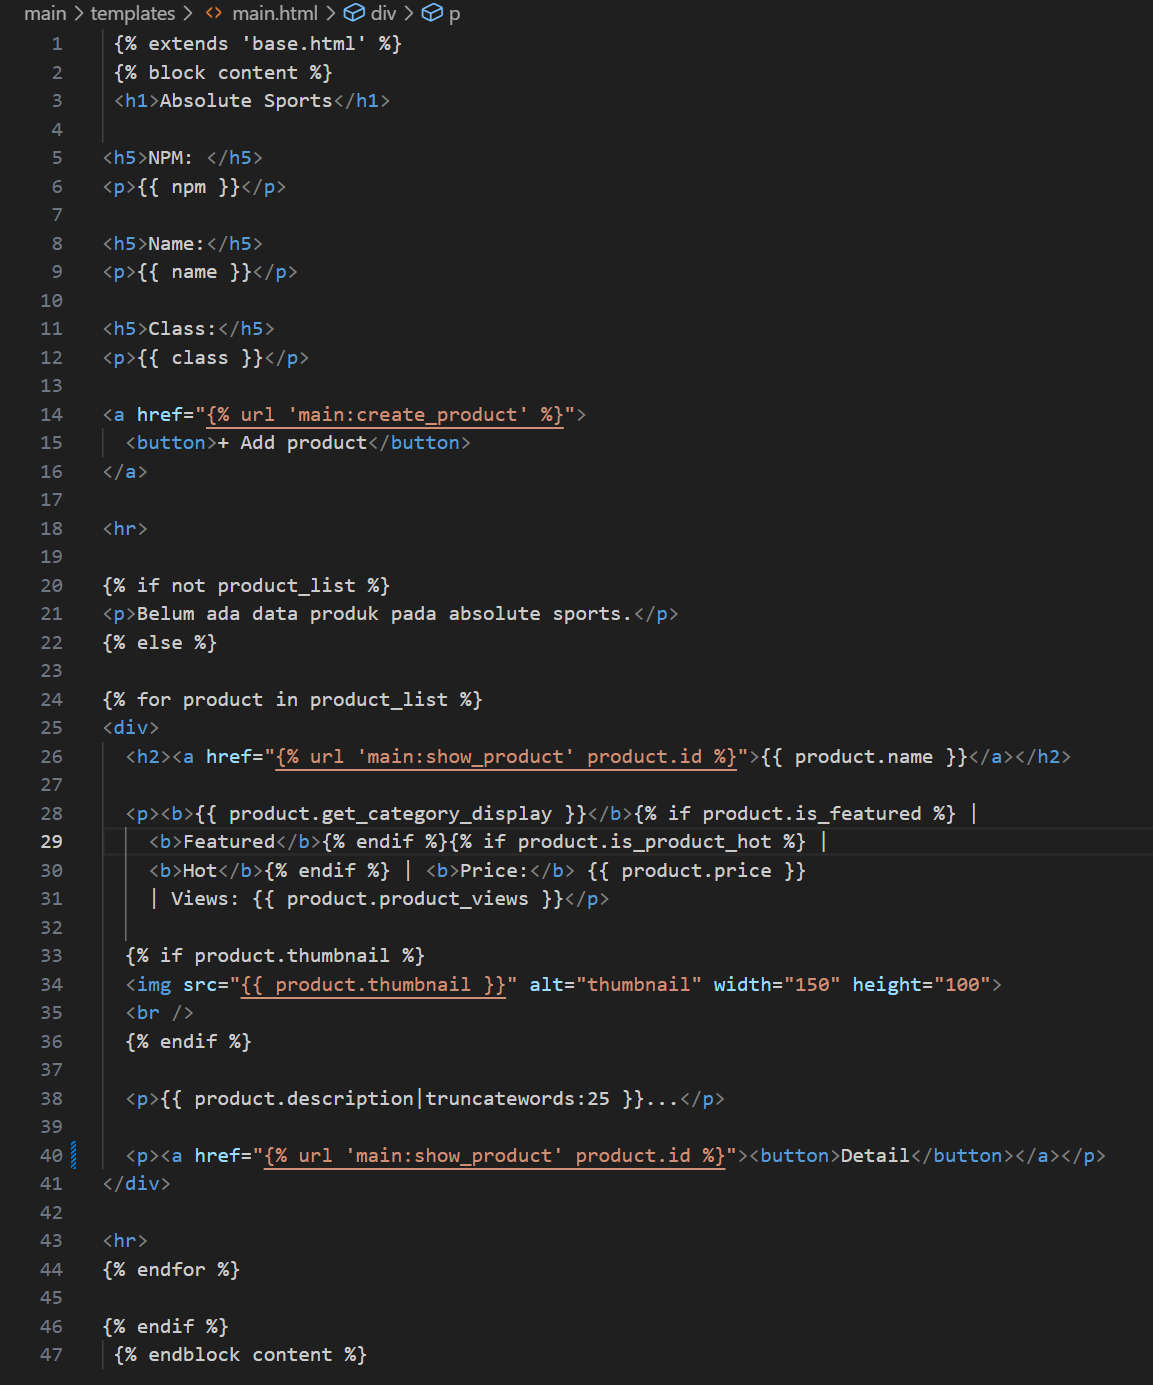 main > templates > <> main.html > div > p
1 {% extends 'base.html' %}
2 {% block content %}
3 <h1>Absolute Sports</h1>
4
5 <h5>NPM: </h5>
6 <p>{{ npm }}</p>
7
8 <h5>Name:</h5>
9 <p>{{ name }}</p>
10
11 <h5>Class:</h5>
12 <p>{{ class }}</p>
13
14 <a href="{% url 'main:create_product' %}">
15   <button>+ Add product</button>
16 </a>
17
18 <hr>
19
20 {% if not product_list %}
21 <p>Belum ada data produk pada absolute sports.</p>
22 {% else %}
23
24 {% for product in product_list %}
25 <div>
26   <h2><a href="{% url 'main:show_product' product.id %}">{{ product.name }}</a></h2>
27
28   <p><b>{{ product.get_category_display }}</b>{% if product.is_featured %} |
29     <b>Featured</b>{% endif %}{% if product.is_product_hot %} |
30     <b>Hot</b>{% endif %} | <b>Price:</b> {{ product.price }}
31     | Views: {{ product.product_views }}</p>
32
33   {% if product.thumbnail %}
34   <img src="{{ product.thumbnail }}" alt="thumbnail" width="150" height="100">
35   <br />
36   {% endif %}
37
38   <p>{{ product.description|truncatewords:25 }}...</p>
39
40   <p><a href="{% url 'main:show_product' product.id %}"><button>Detail</button></a></p>
41 </div>
42
43 <hr>
44 {% endfor %}
45
46 {% endif %}
47 {% endblock content %}